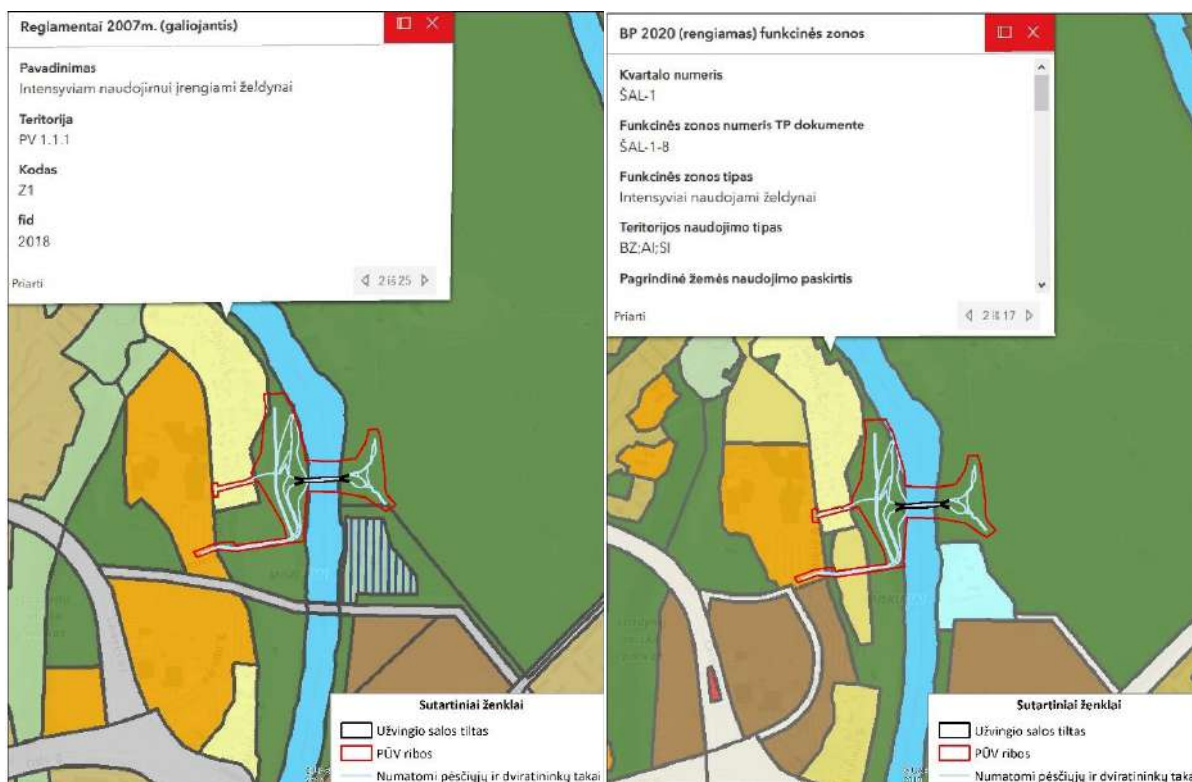 Reglamentai 2007m. (galiojantis)
Pavadinimas
Intensyviam naudojimui įrengiami želdynai
Teritorija
PV 1.1.1
Kodas
Z1
fid
2018
Priarti
2 iš 25
Sutartiniai ženklai
Užvingio salos tiltas
PŪV ribos
Numatomi pėsčiųjų ir dviratininkų takai
BP 2020 (rengiamas) funkcinės zonos
Kvartalo numeris
ŠAL-1
Funkcinės zonos numeris TP dokumente
ŠAL-1-8
Funkcinės zonos tipas
Intensyviai naudojami želdynai
Teritorijos naudojimo tipas
BZ;AI;SI
Pagrindinė žemės naudojimo paskirtis
Priarti
2 iš 17
Sutartiniai ženklai
Užvingio salos tiltas
PŪV ribos
Numatomi pėsčiųjų ir dviratininkų takai